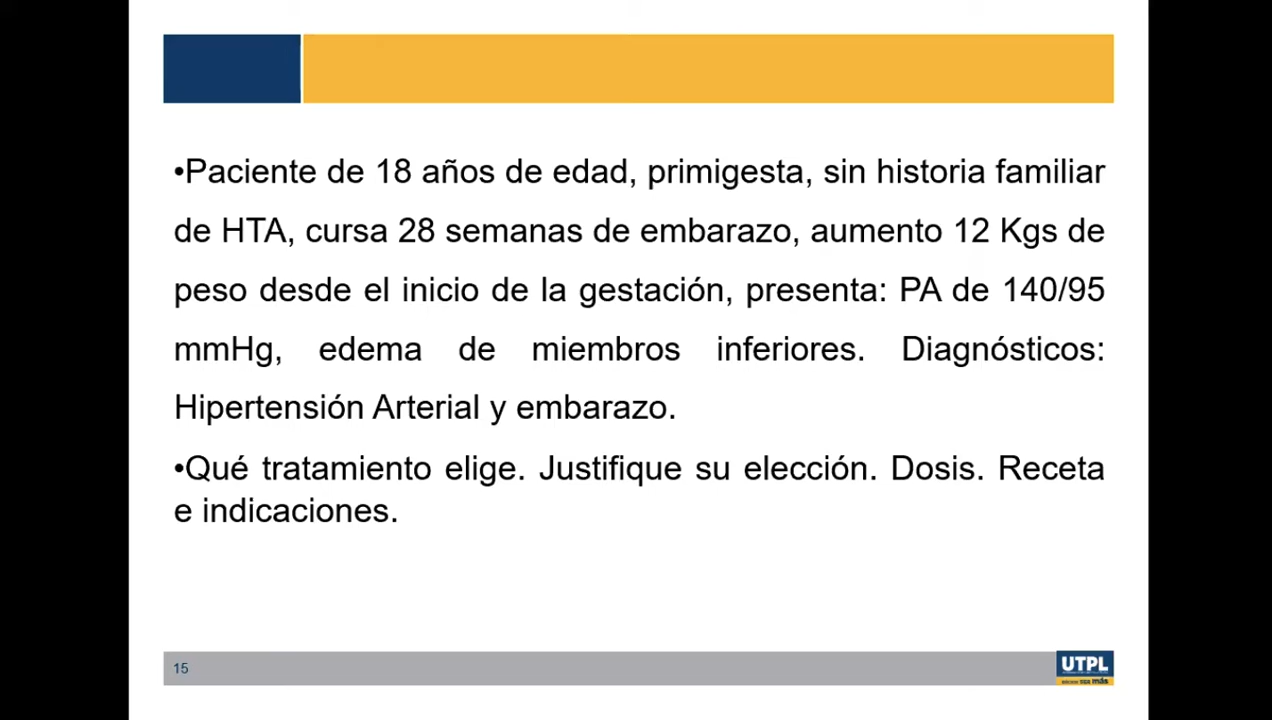 •Paciente de 18 años de edad, primigesta, sin historia familiar
de HTA, cursa 28 semanas de embarazo, aumento 12 Kgs de
peso desde el inicio de la gestación, presenta: PA de 140/95
mmHg, edema de miembros inferiores. Diagnósticos:
Hipertensión Arterial y embarazo.
•Qué tratamiento elige. Justifique su elección. Dosis. Receta
e indicaciones.
15
UTPL
más